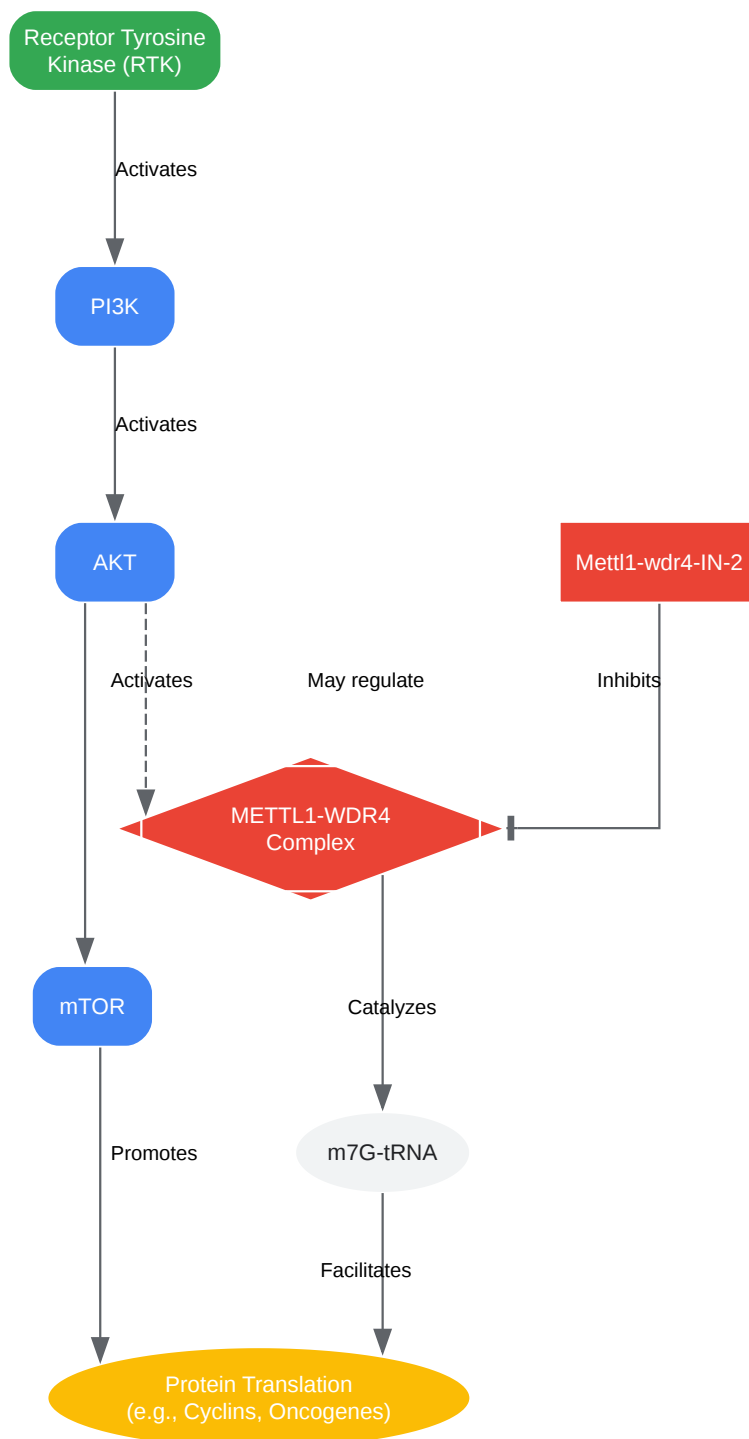 Receptor Tyrosine
Kinase (RTK)
Activates
PI3K
Activates
AKT
Mettl1-wdr4-IN-2
Activates
May regulate
Inhibits
METTL1-WDR4
Complex
mTOR
Catalyzes
Promotes
m7G-tRNA
Facilitates
Protein Translation
(e.g., Cyclins, Oncogenes)